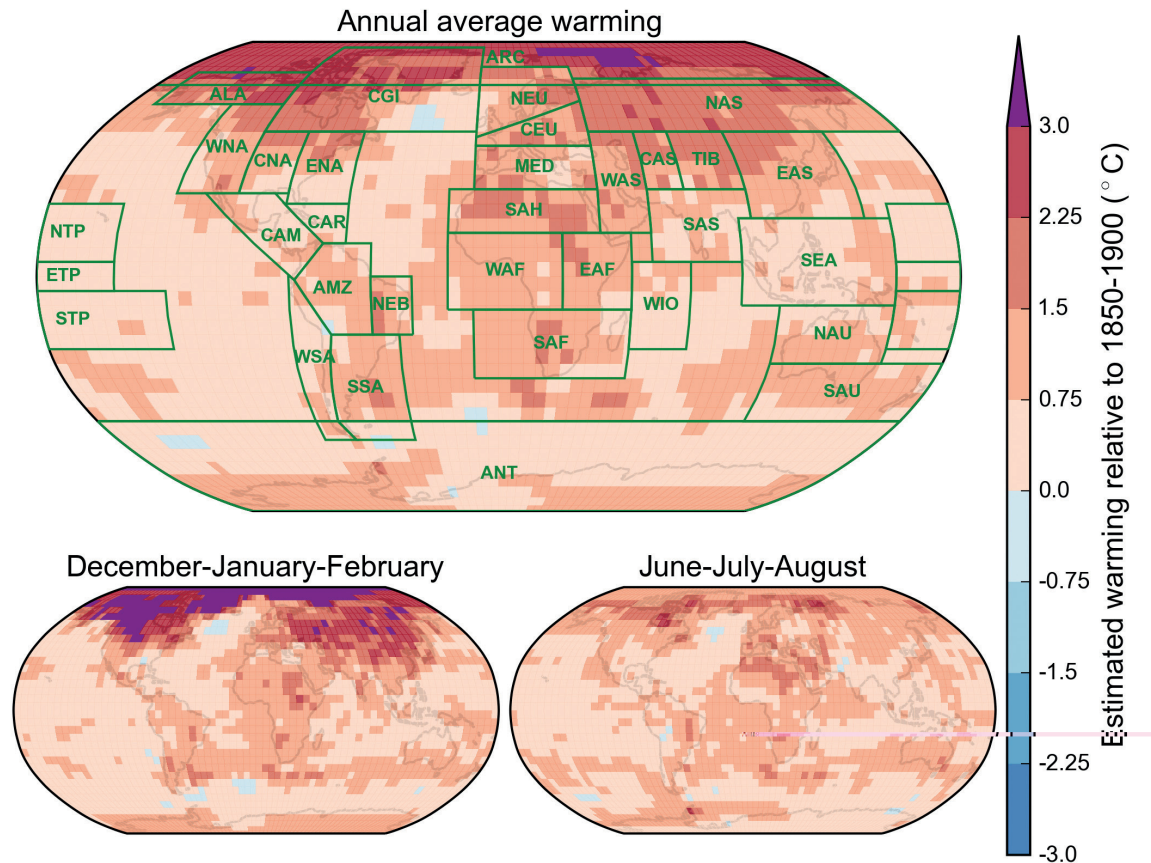 Annual average warming
ARC
ALA
CGI
NEU
NAS
CEU
WNA
CNA
ENA
MED
WAS
CAS
TIB
EAS
SAH
SAS
CAR
CAM
NTP
ETP
STP
WAF
EAF
SEA
AMZ
NEB
WIO
NAU
SAF
WSA
SSA
SAU
ANT
3.0
2.25
1.5
0.75
0.0
-0.75
-1.5
-2.25
-3.0
Estimated warming relative to 1850-1900 (°C)
December-January-February
June-July-August